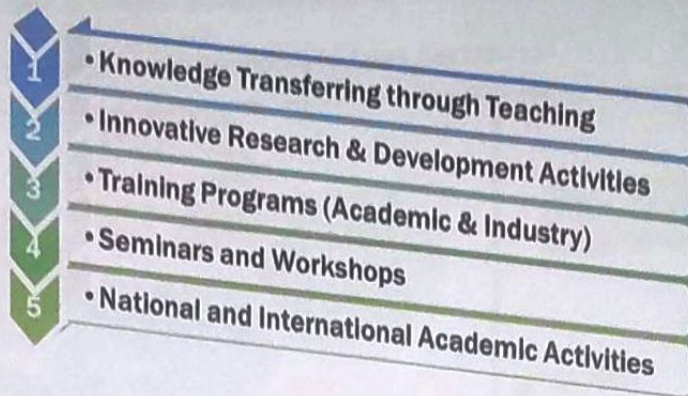 1
• Knowledge Transferring through Teaching
2
• Innovative Research & Development Activities
3
• Training Programs (Academic & Industry)
4
• Seminars and Workshops
5
• National and International Academic Activities